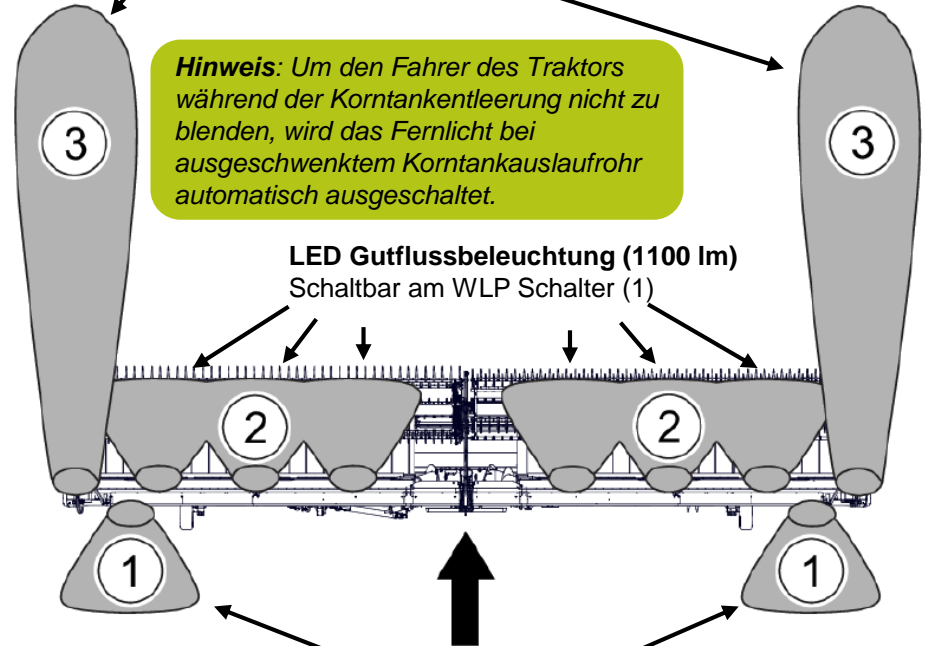 3
3
Hinweis: Um den Fahrer des Traktors
während der Korntankentleerung nicht zu
blenden, wird das Fernlicht bei
ausgeschwenktem Korntankauslaufrohr
automatisch ausgeschaltet.
LED Gutflussbeleuchtung (1100 lm)
Schaltbar am WLP Schalter (1)
2
2
1
1